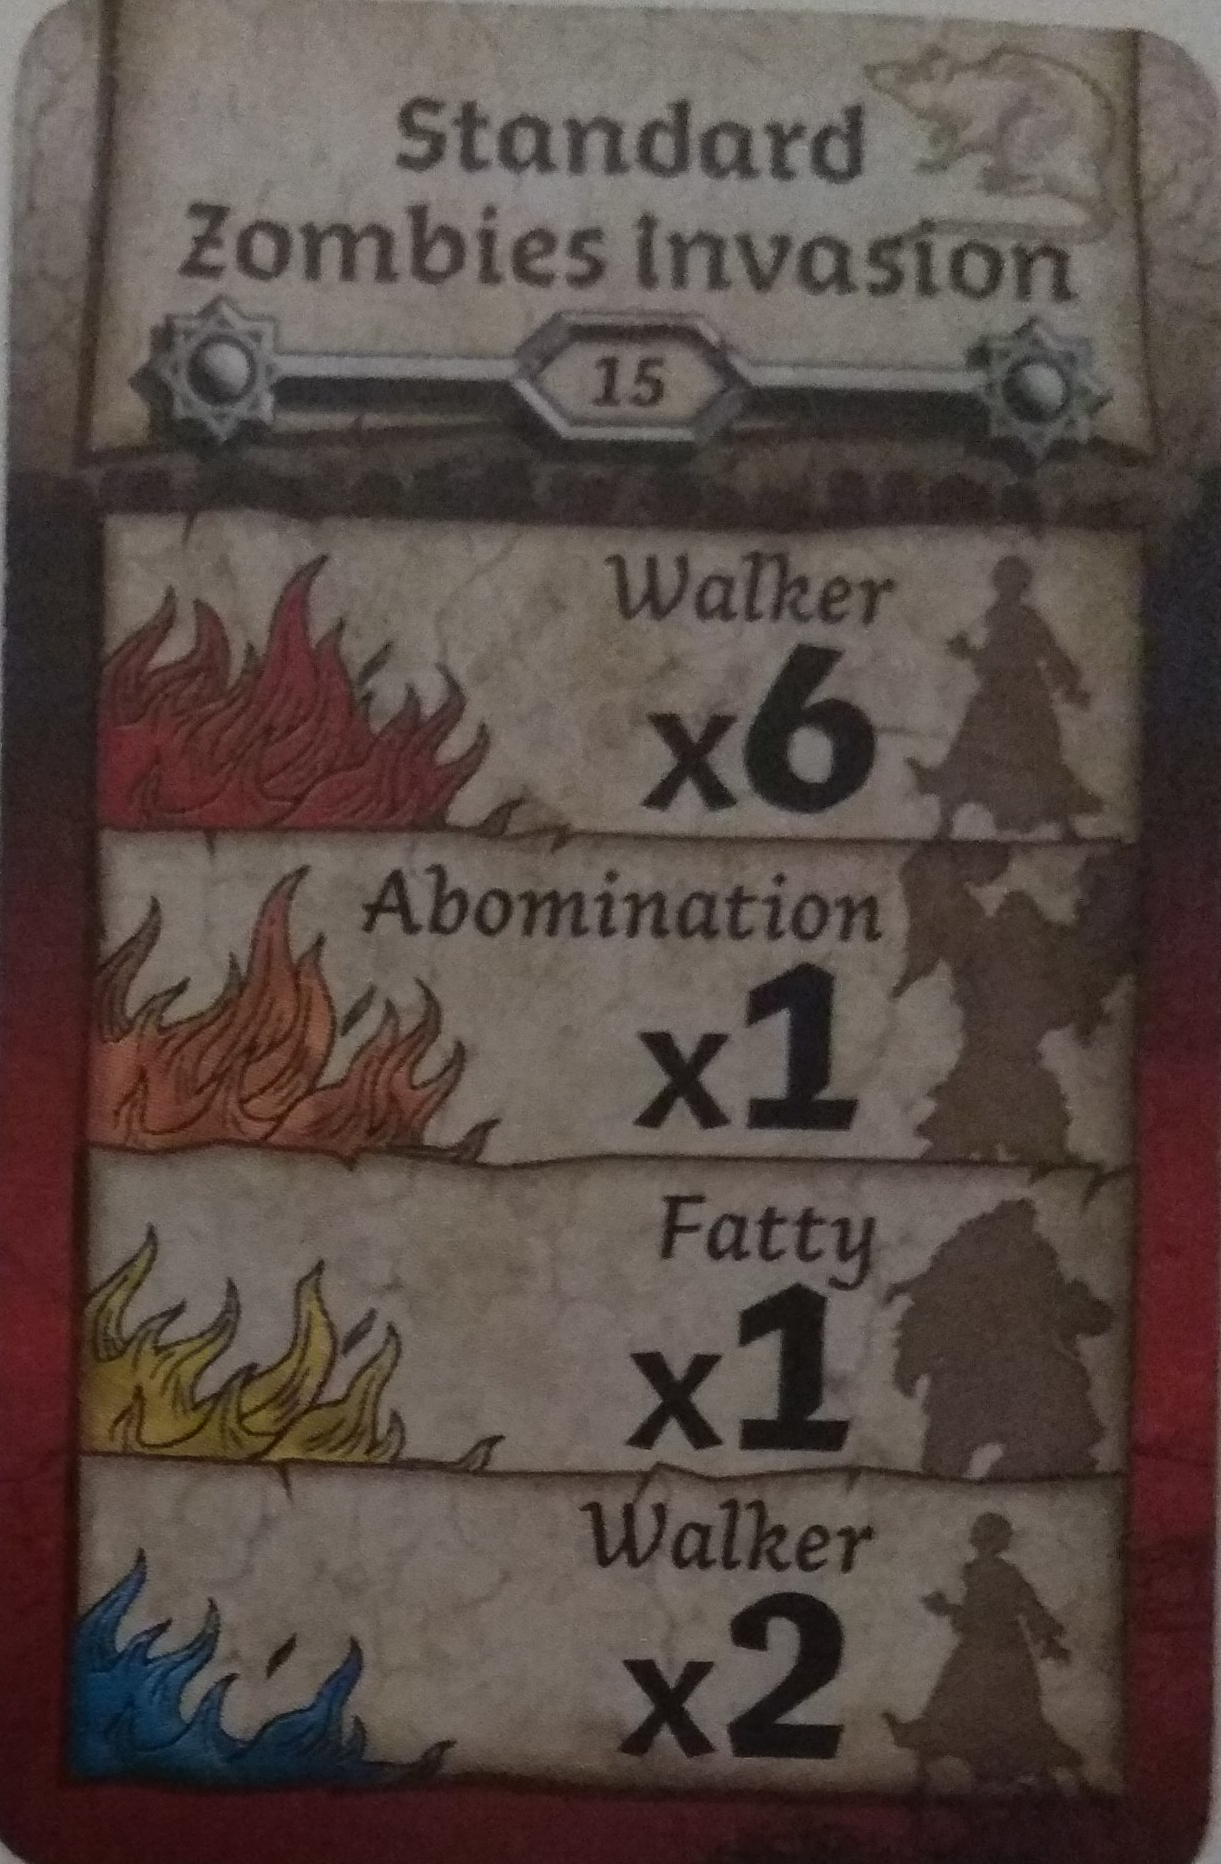 Standard
Zombies Invasion
15
Walker
x6
Abomination
x1
Fatty
x1
Walker
x2